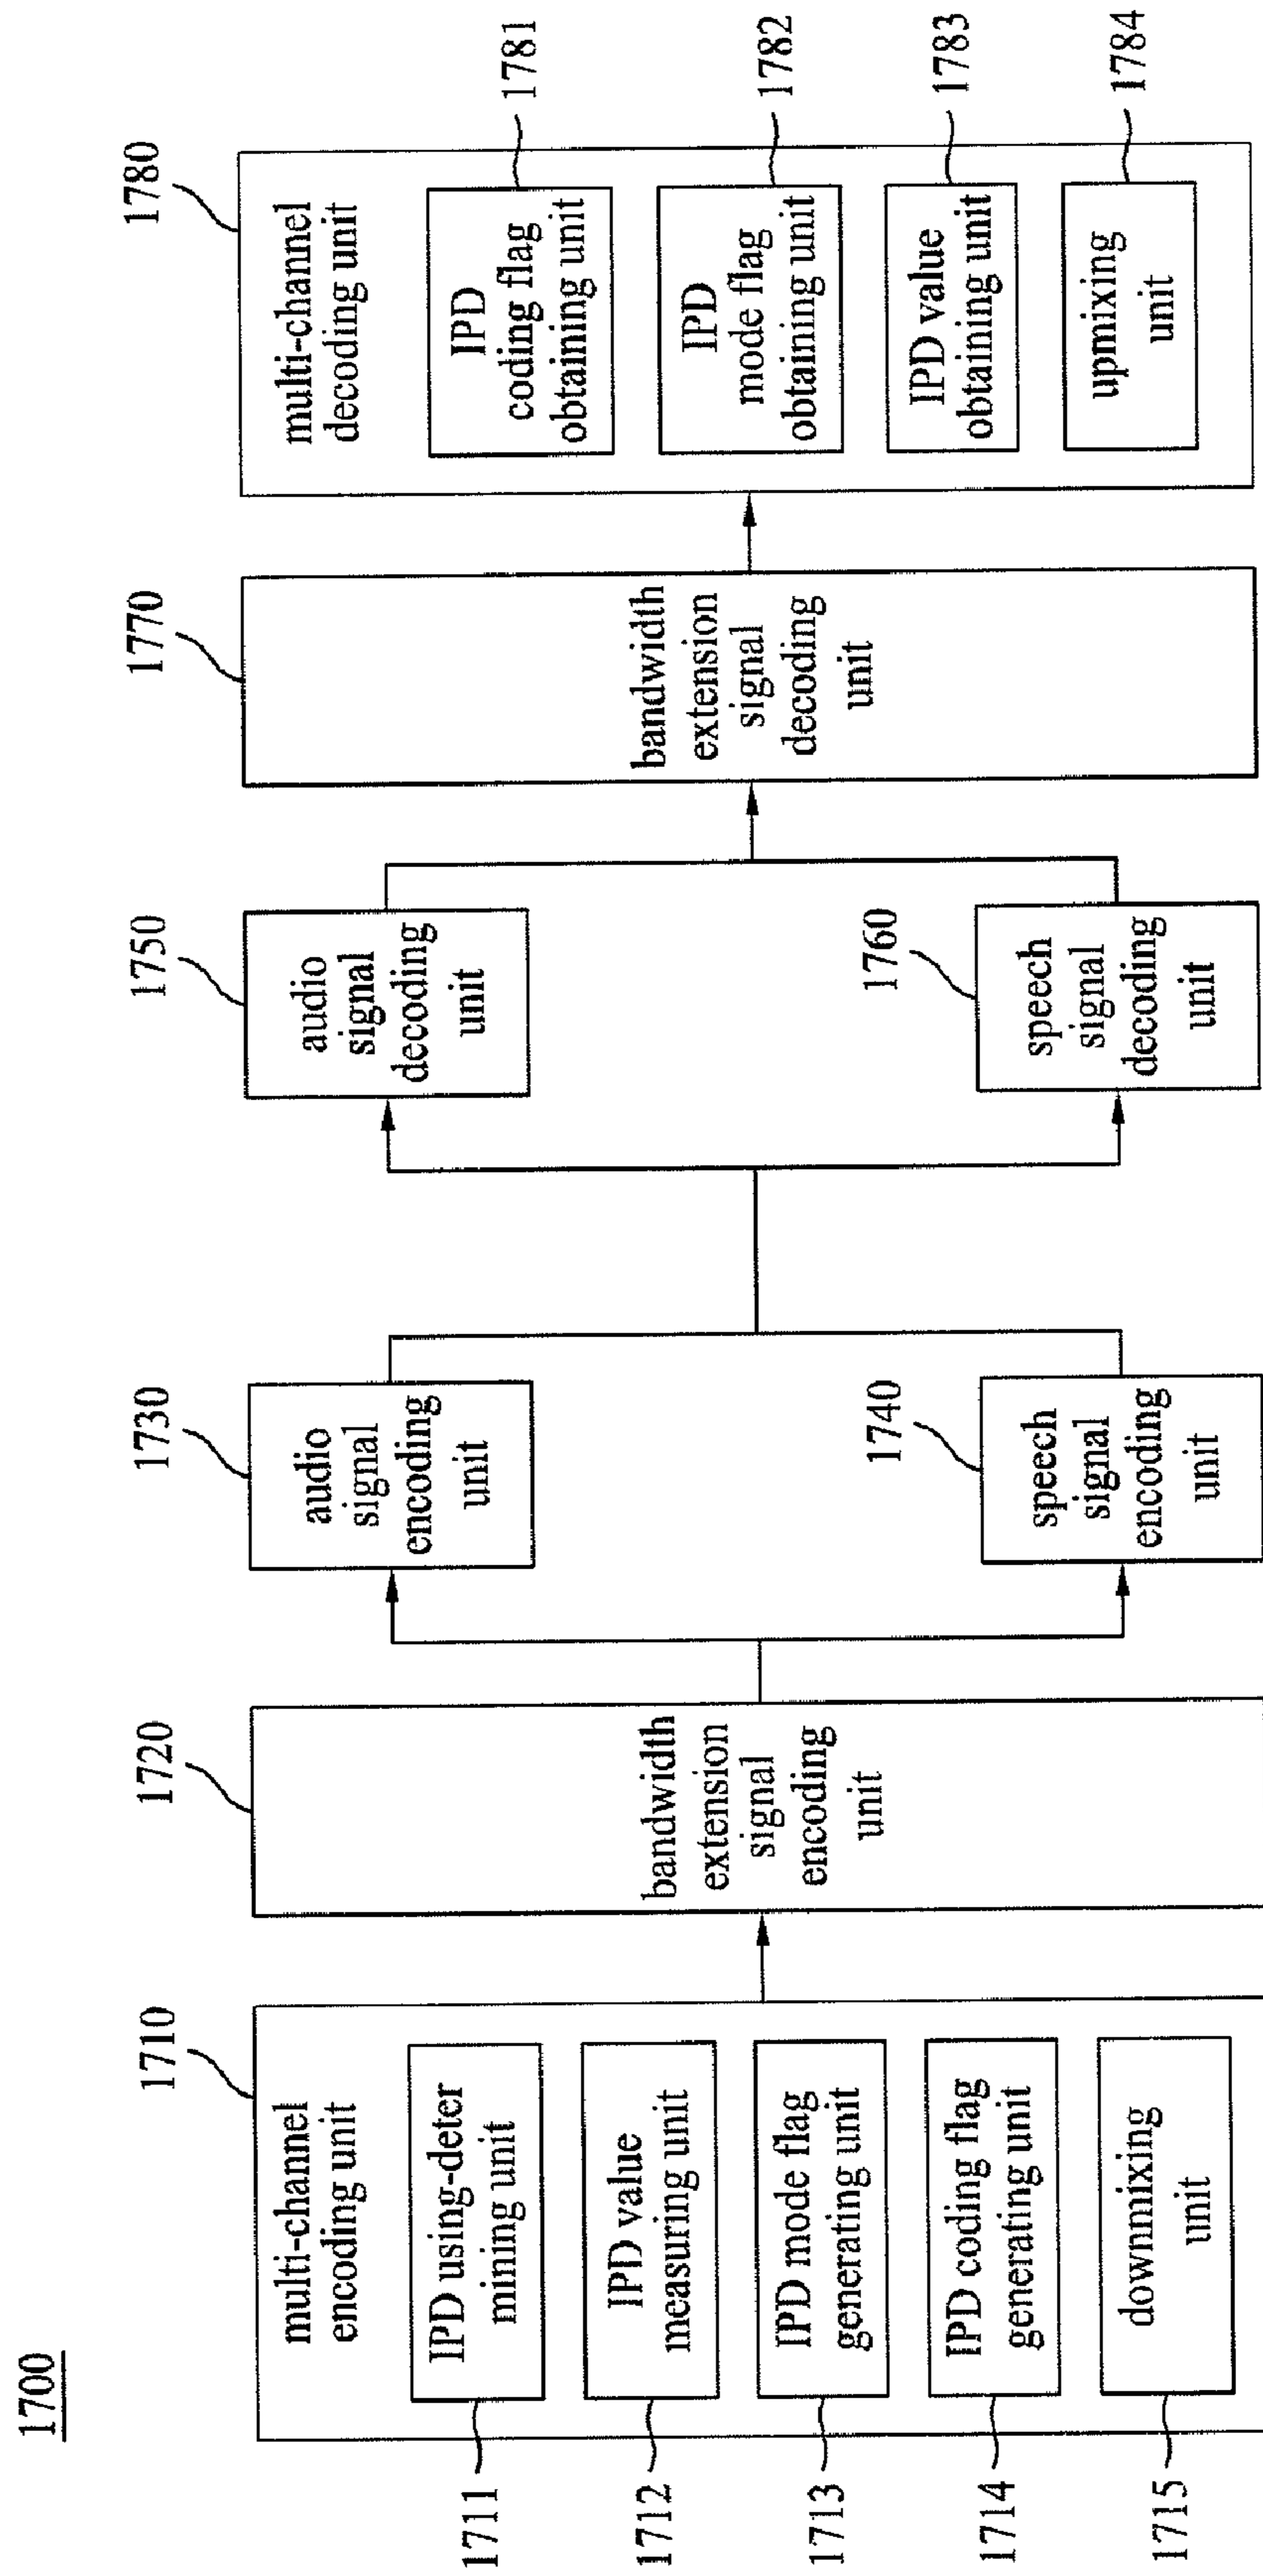 1700
1710
multi-channel
encoding unit
1711
IPD using-deter
mining unit
1712
IPD value
measuring unit
1713
IPD mode flag
generating unit
1714
IPD coding flag
generating unit
1715
downmixing
unit
1720
bandwidth
extension
signal
encoding
unit
1730
audio
signal
encoding
unit
1740
speech
signal
encoding
unit
1750
audio
signal
decoding
unit
1760
speech
signal
decoding
unit
1770
bandwidth
extension
signal
decoding
unit
1780
multi-channel
decoding unit
IPD
coding flag
obtaining unit
1781
IPD
mode flag
obtaining unit
1782
IPD value
obtaining unit
1783
upmixing
unit
1784